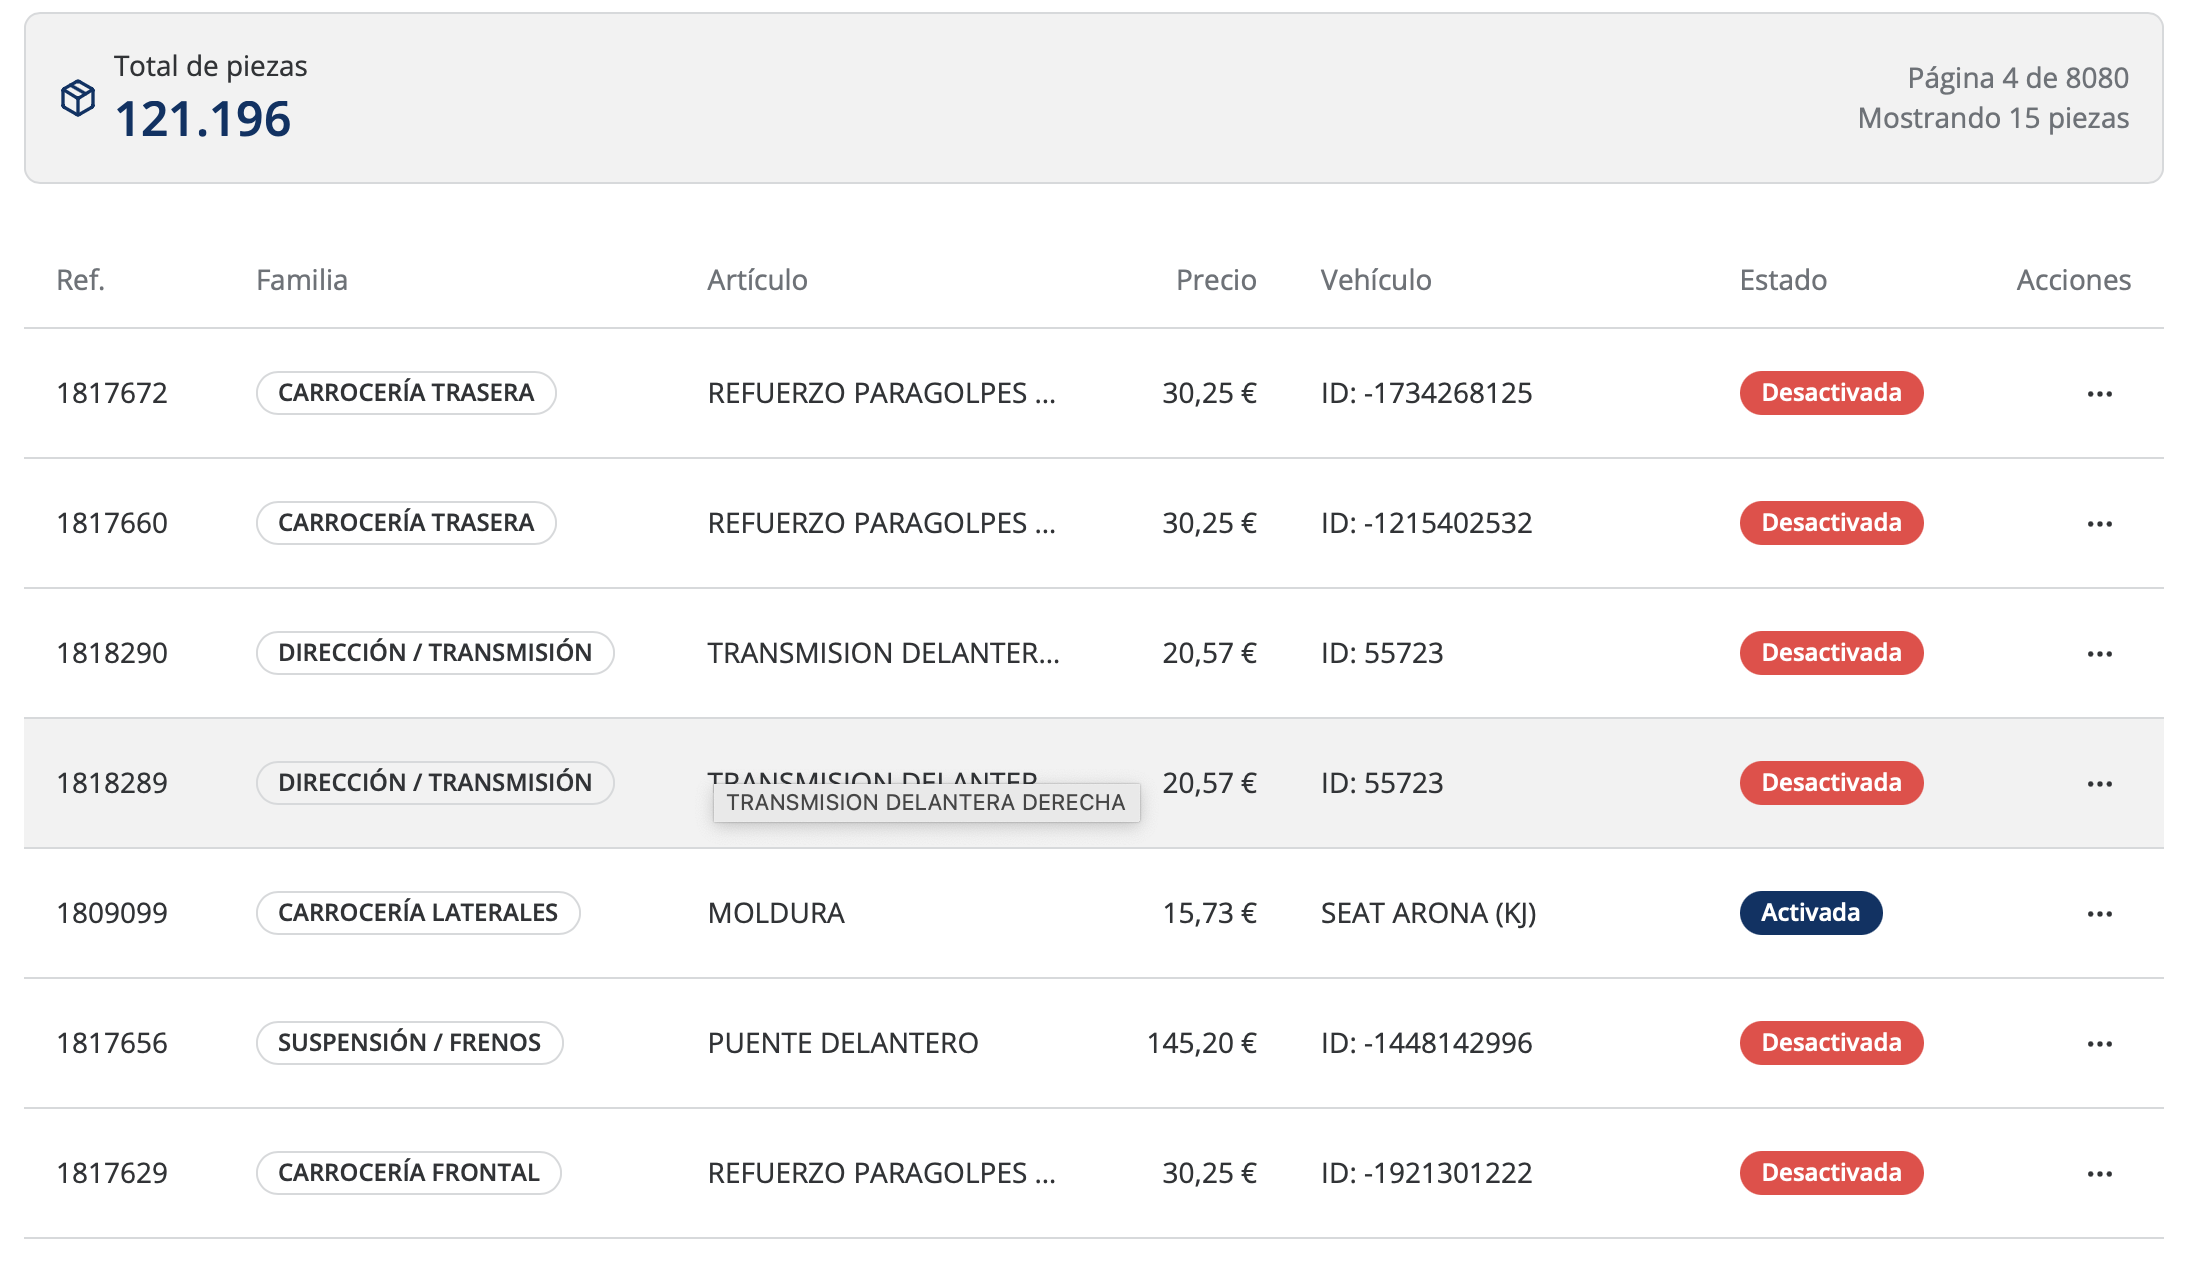 Total de piezas
121.196
Página 4 de 8080
Mostrando 15 piezas
Ref. Familia Artículo Precio Vehículo Estado Acciones
1817672 CARROCERÍA TRASERA REFUERZO PARAGOLPES ... 30,25 € ID: -1734268125 Desactivada ...
1817660 CARROCERÍA TRASERA REFUERZO PARAGOLPES ... 30,25 € ID: -1215402532 Desactivada ...
1818290 DIRECCIÓN / TRANSMISIÓN TRANSMISION DELANTER... 20,57 € ID: 55723 Desactivada ...
1818289 DIRECCIÓN / TRANSMISIÓN TRANSMISION DELANTER 20,57 € ID: 55723 Desactivada ...
TRANSMISION DELANTERA DERECHA
1809099 CARROCERÍA LATERALES MOLDURA 15,73 € SEAT ARONA (KJ) Activada ...
1817656 SUSPENSIÓN / FRENOS PUENTE DELANTERO 145,20 € ID: -1448142996 Desactivada ...
1817629 CARROCERÍA FRONTAL REFUERZO PARAGOLPES ... 30,25 € ID: -1921301222 Desactivada ...